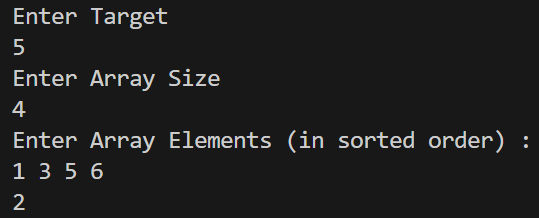 Enter Target
5
Enter Array Size
4
Enter Array Elements (in sorted order) :
1 3 5 6
2